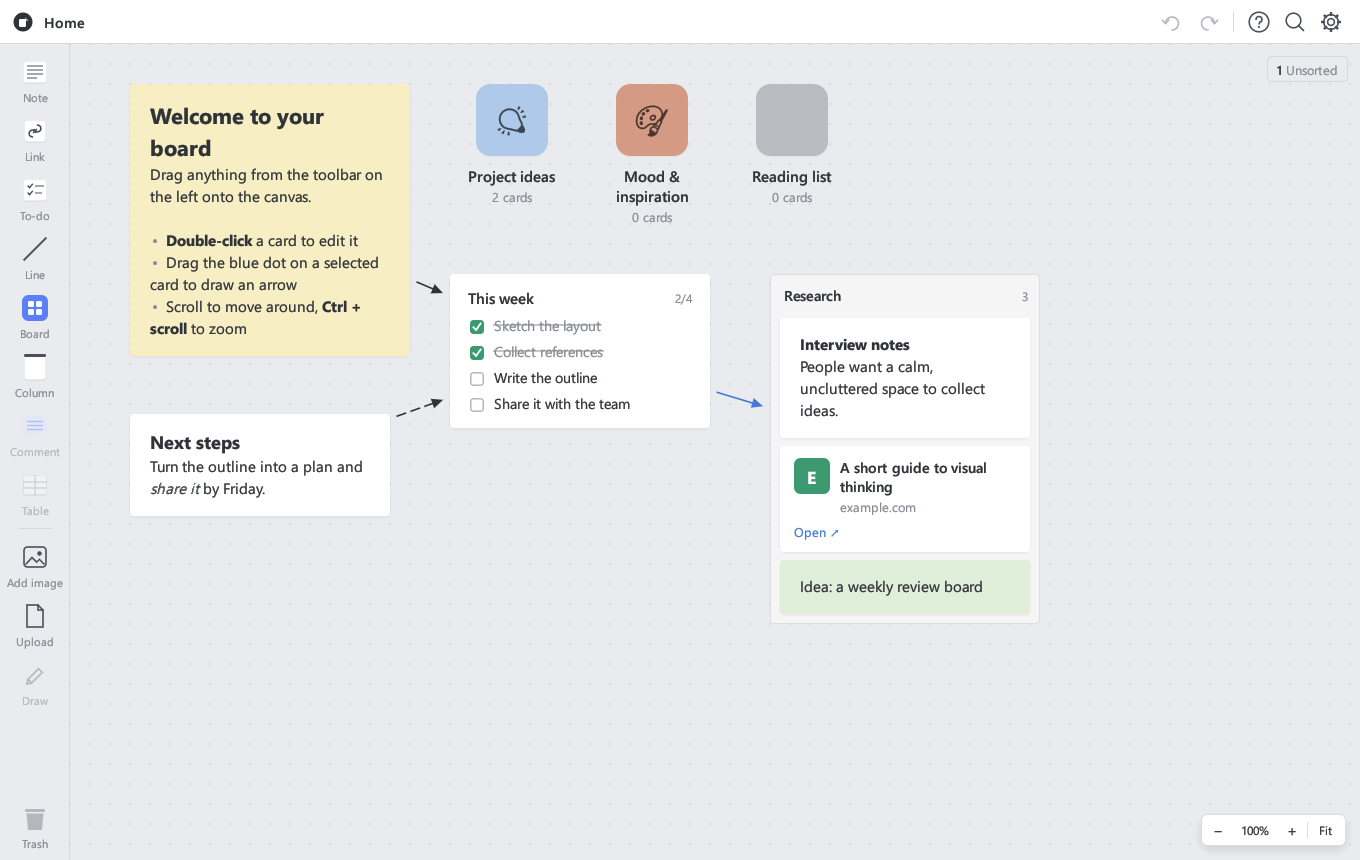 Home
1 Unsorted
Note
Link
To-do
Line
Board
Column
Comment
Table
Add image
Upload
Draw
Trash
Welcome to your
board
Drag anything from the toolbar on
the left onto the canvas.
• Double-click a card to edit it
• Drag the blue dot on a selected
card to draw an arrow
• Scroll to move around, Ctrl +
scroll to zoom
Project ideas
2 cards
Mood &
inspiration
0 cards
Reading list
0 cards
This week 2/4
Sketch the layout
Collect references
Write the outline
Share it with the team
Next steps
Turn the outline into a plan and
share it by Friday.
Research 3
Interview notes
People want a calm,
uncluttered space to collect
ideas.
E
A short guide to visual
thinking
example.com
Open ↗
Idea: a weekly review board
− 100% + Fit